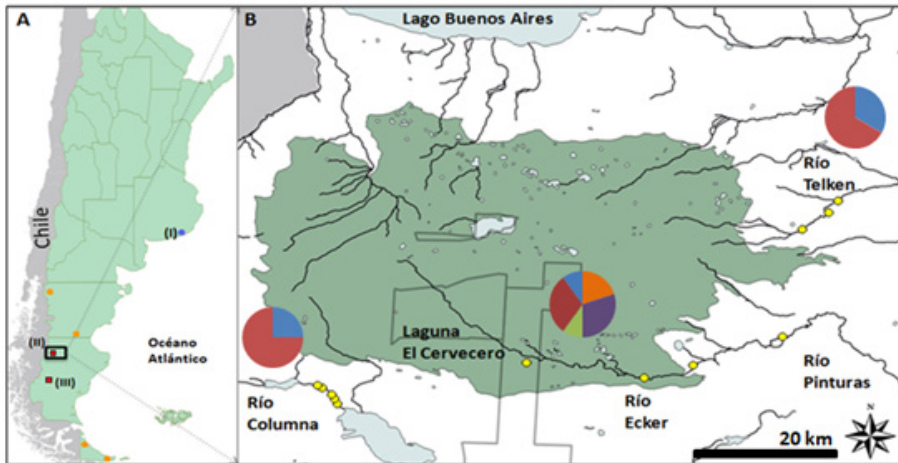 A
B
Lago Buenos Aires
Chile
(I)
(II)
(III)
Océano
Atlántico
Río
Telken
Laguna
El Cervecero
Río
Columna
Río
Ecker
Río
Pinturas
N
20 km